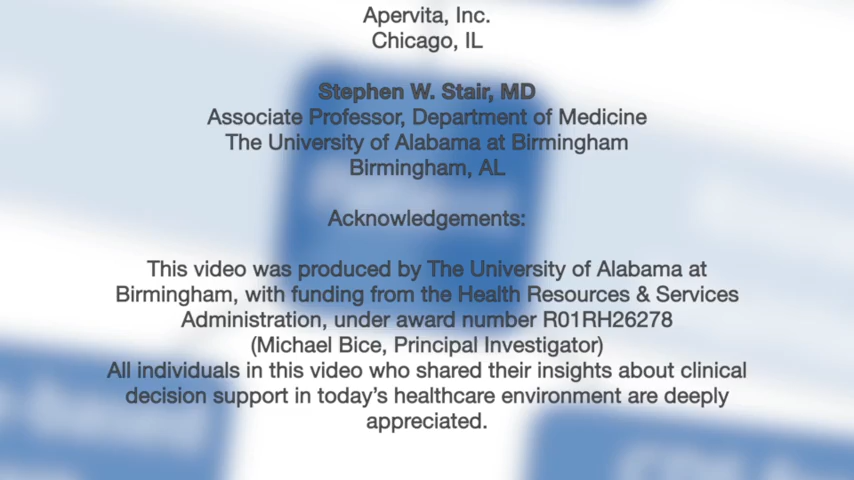 Apervita, Inc.
Chicago, IL
Stephen W. Stair, MD
Associate Professor, Department of Medicine
The University of Alabama at Birmingham
Birmingham, AL
Acknowledgements:
This video was produced by The University of Alabama at
Birmingham, with funding from the Health Resources & Services
Administration, under award number R01RH26278
(Michael Bice, Principal Investigator)
All individuals in this video who shared their insights about clinical
decision support in today's healthcare environment are deeply
appreciated.